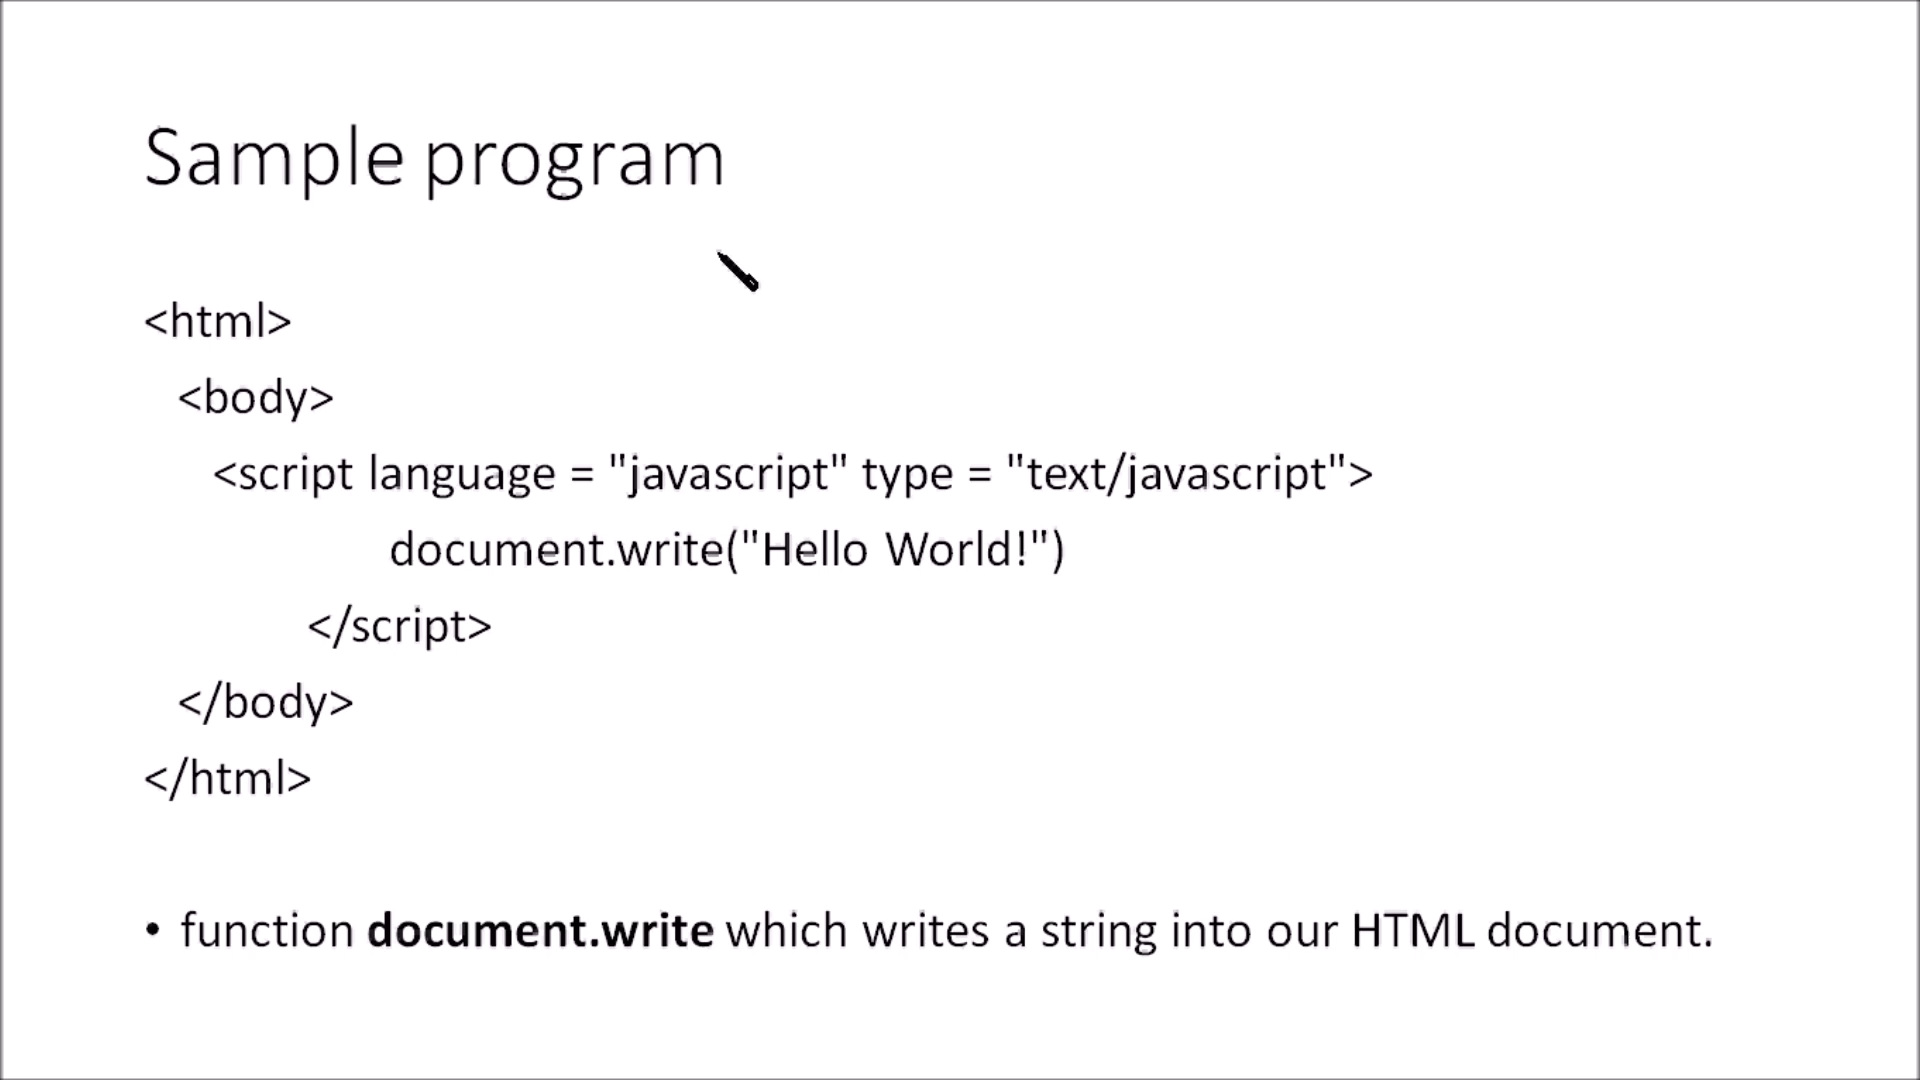 Sample program
<html>
<body>
<script language = "javascript" type = "text/javascript">
document.write("Hello World!")
</script>
</body>
</html>
• function document.write which writes a string into our HTML document.